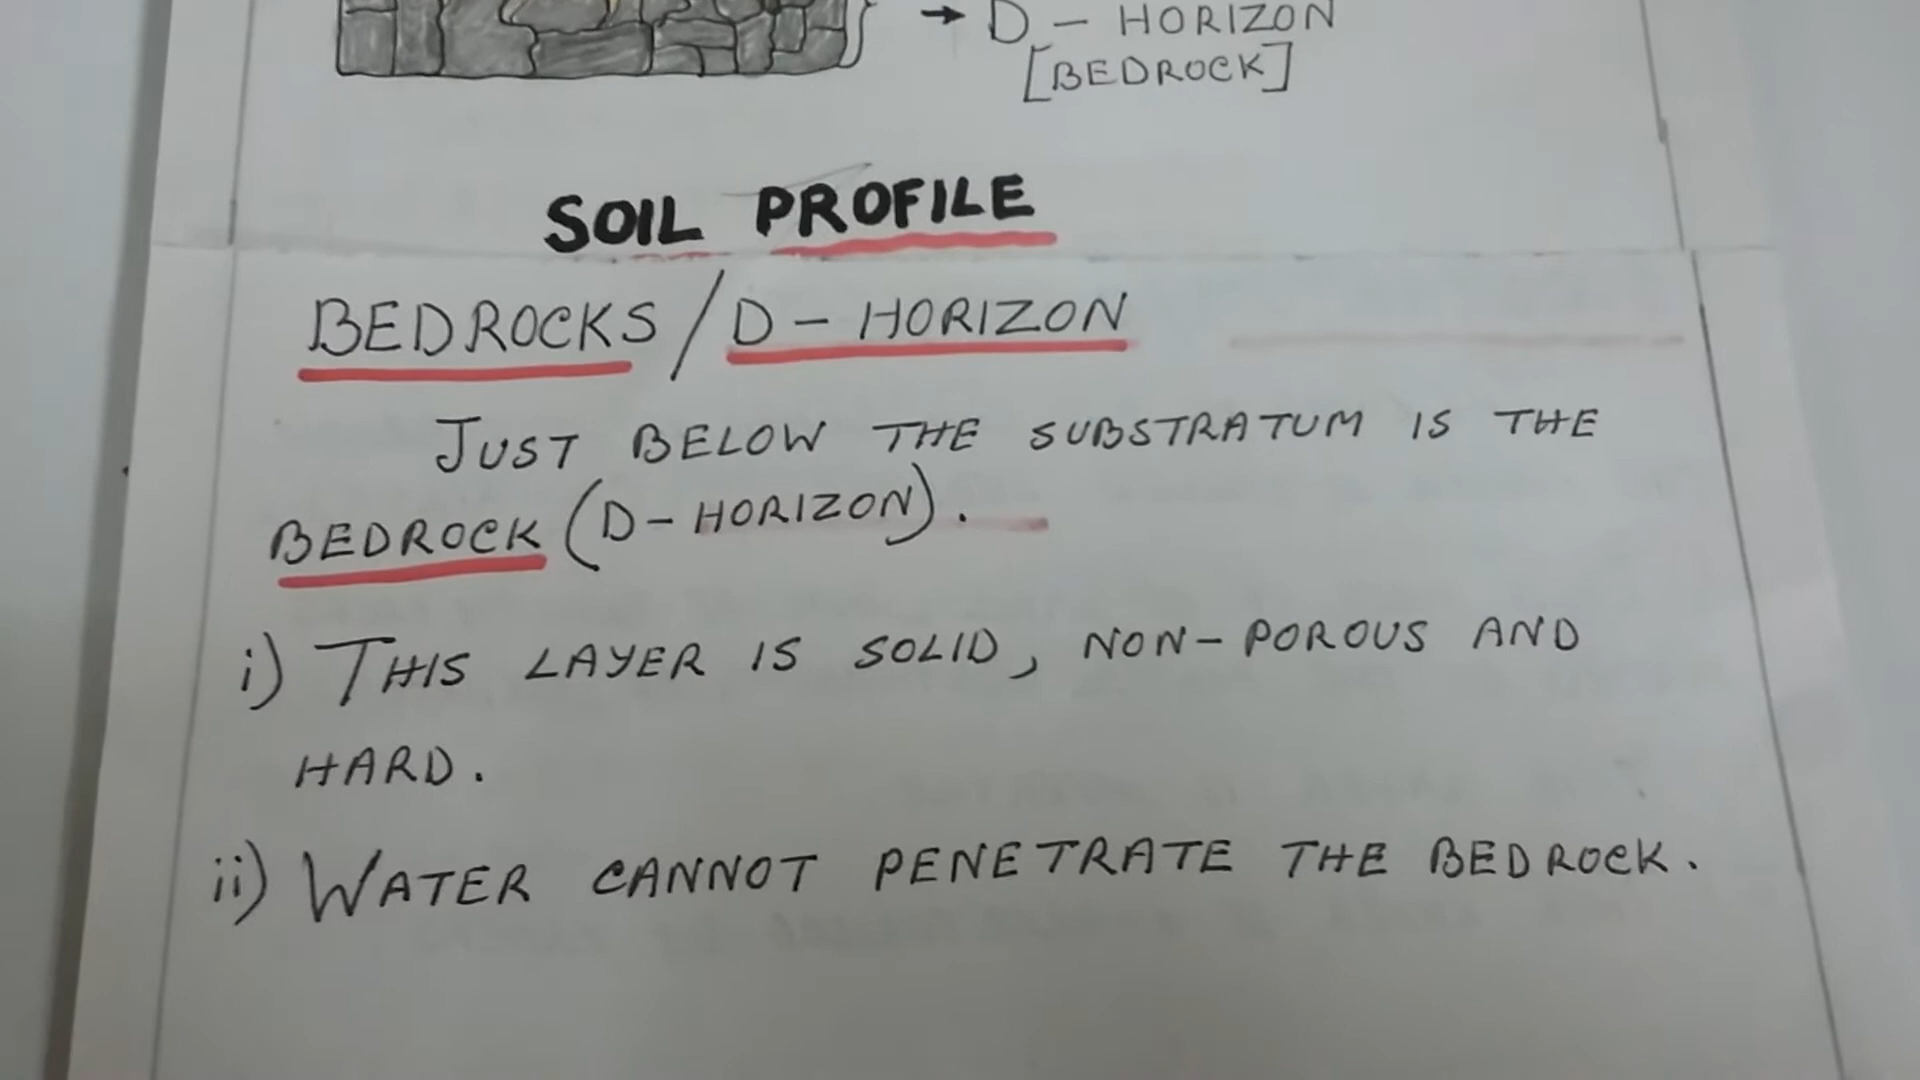 → D - HORIZON
[BEDROCK]
SOIL PROFILE
BEDROCKS / D - HORIZON
JUST BELOW THE SUBSTRATUM IS THE
BEDROCK (D - HORIZON).
i) THIS LAYER IS SOLID, NON - POROUS AND
HARD.
ii) WATER CANNOT PENETRATE THE BEDROCK.